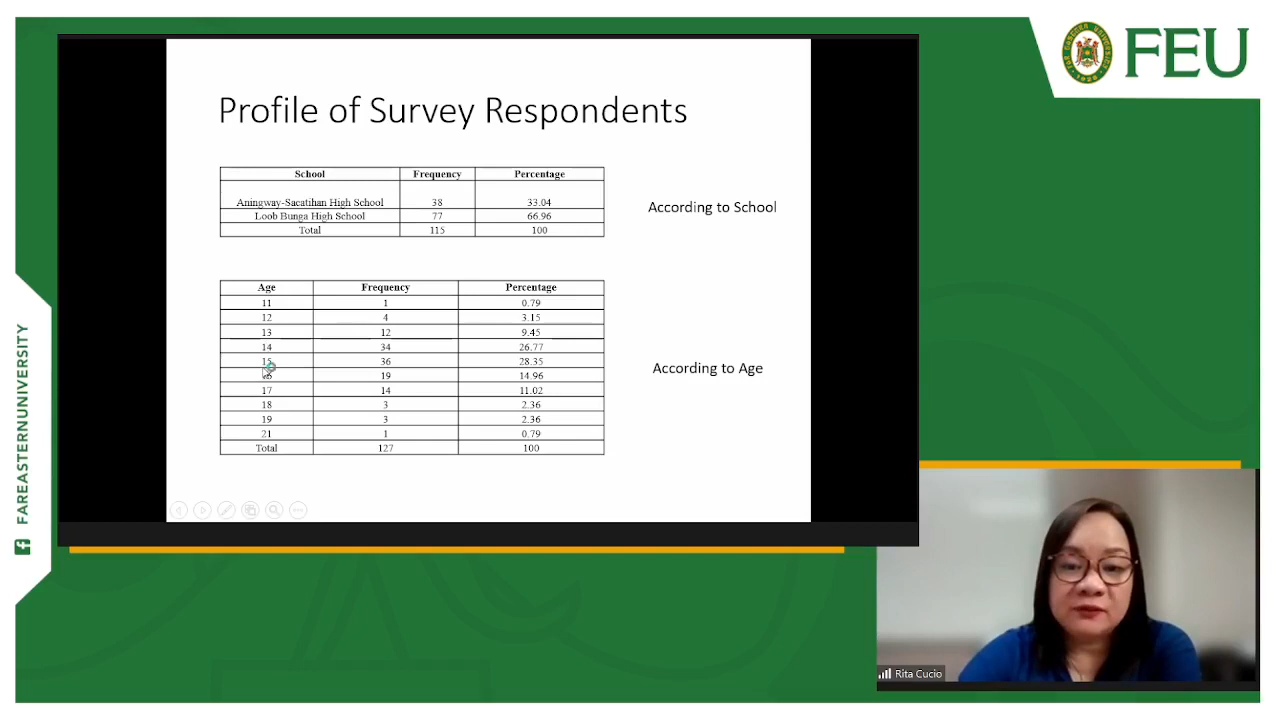 FEU
Profile of Survey Respondents
School Frequency Percentage
Aningway-Sacatihan High School 38 33.04
Loob Bunga High School 77 66.96
Total 115 100
According to School
Age Frequency Percentage
11 1 0.79
12 4 3.15
13 12 9.45
14 34 26.77
15 36 28.35
19 14.96
17 14 11.02
18 3 2.36
19 3 2.36
21 1 0.79
Total 127 100
According to Age
FAREASTERNUNIVERSITY
Rita Cucio